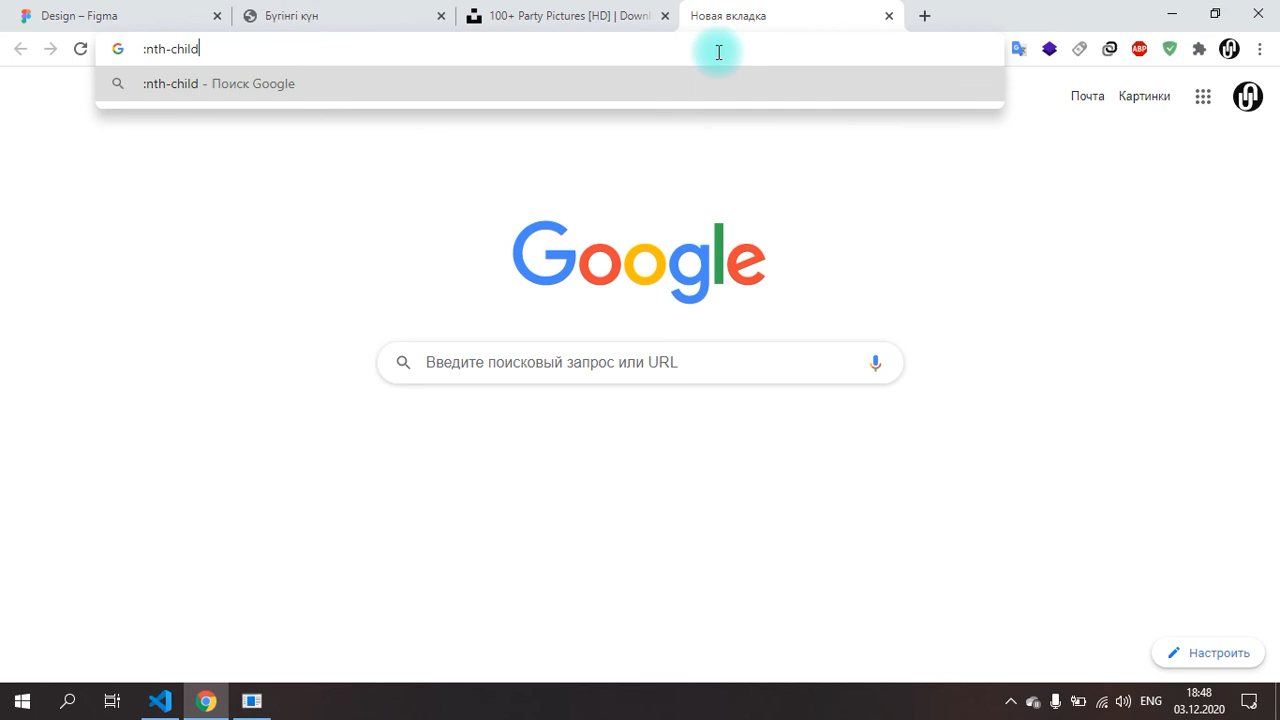 Design – Figma
Бүгінгі күн
100+ Party Pictures [HD] | Downl
Новая вкладка
:nth-child
ABP
:nth-child - Поиск Google
Почта
Картинки
Google
Введите поисковый запрос или URL
Настроить
ENG
18:48
03.12.2020